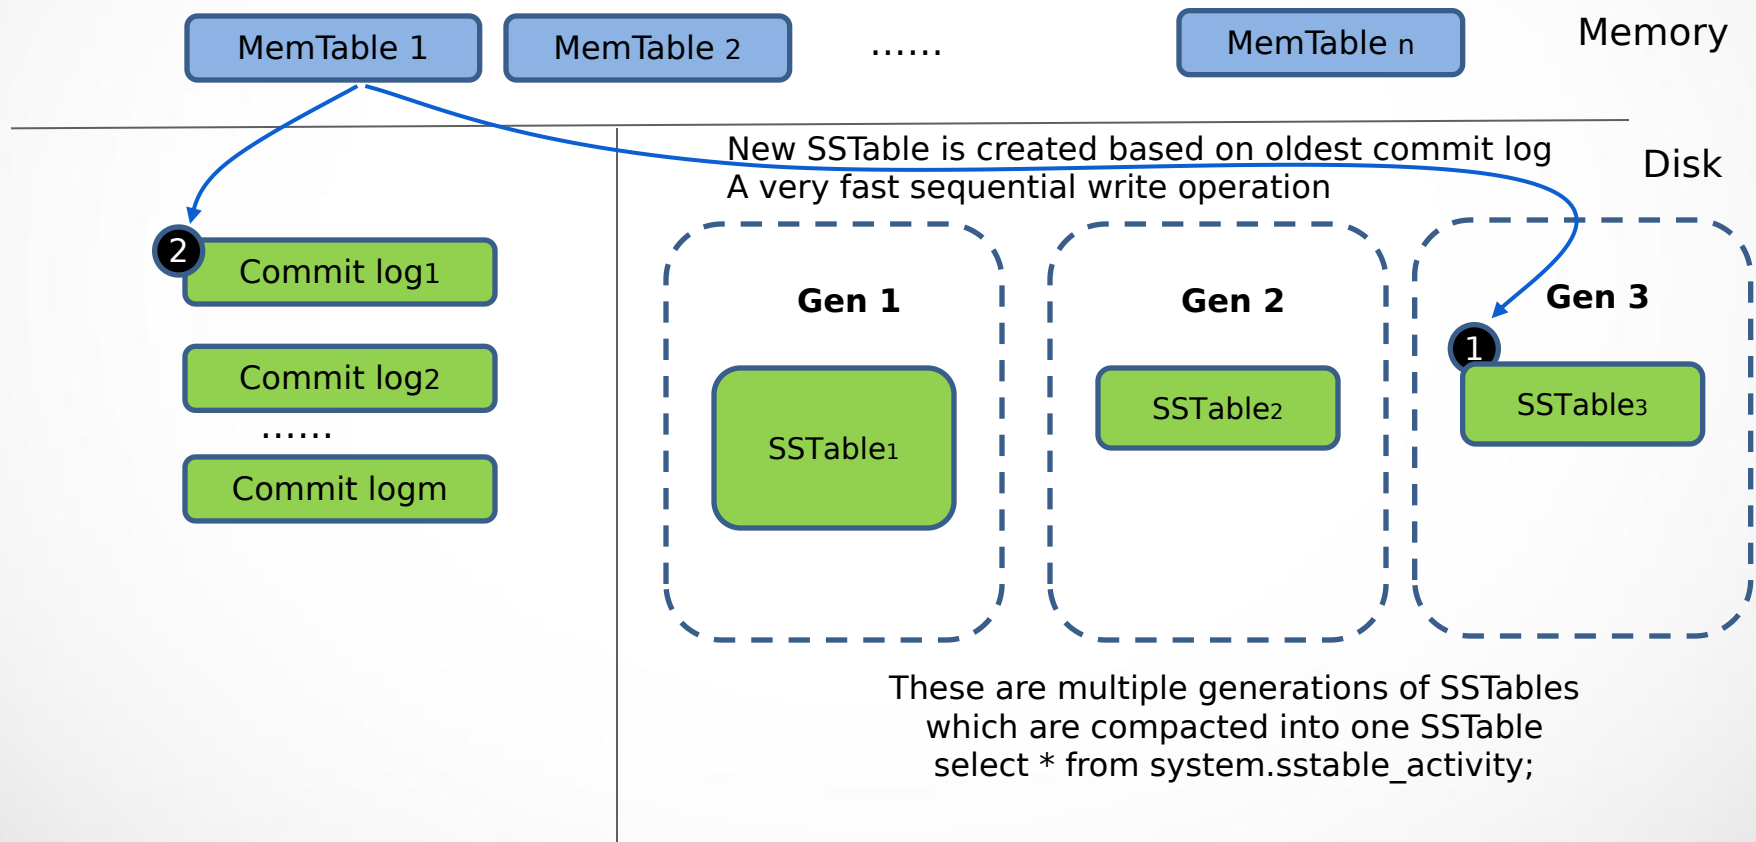 MemTable 1
MemTable 2
......
MemTable n
Memory
New SSTable is created based on oldest commit log
A very fast sequential write operation
Disk
2
Commit log1
Commit log2
......
Commit logm
Gen 1
SSTable1
Gen 2
SSTable2
Gen 3
1
SSTable3
These are multiple generations of SSTables
which are compacted into one SSTable
select * from system.sstable_activity;